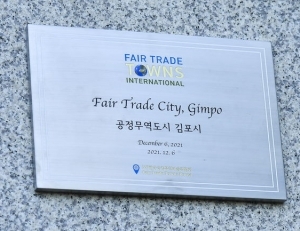 FAIR TRADE
TOWNS
INTERNATIONAL
Fair Trade City, Gimpo
공정무역도시 김포시
December 6, 2021
2021. 12. 6